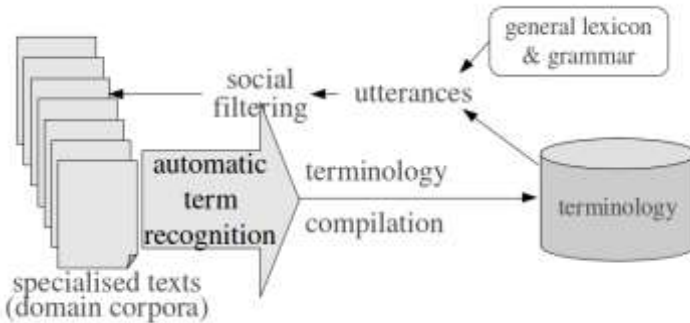 general lexicon
& grammar
social
filtering
utterances
automatic
term
recognition
terminology
compilation
terminology
specialised texts
(domain corpora)